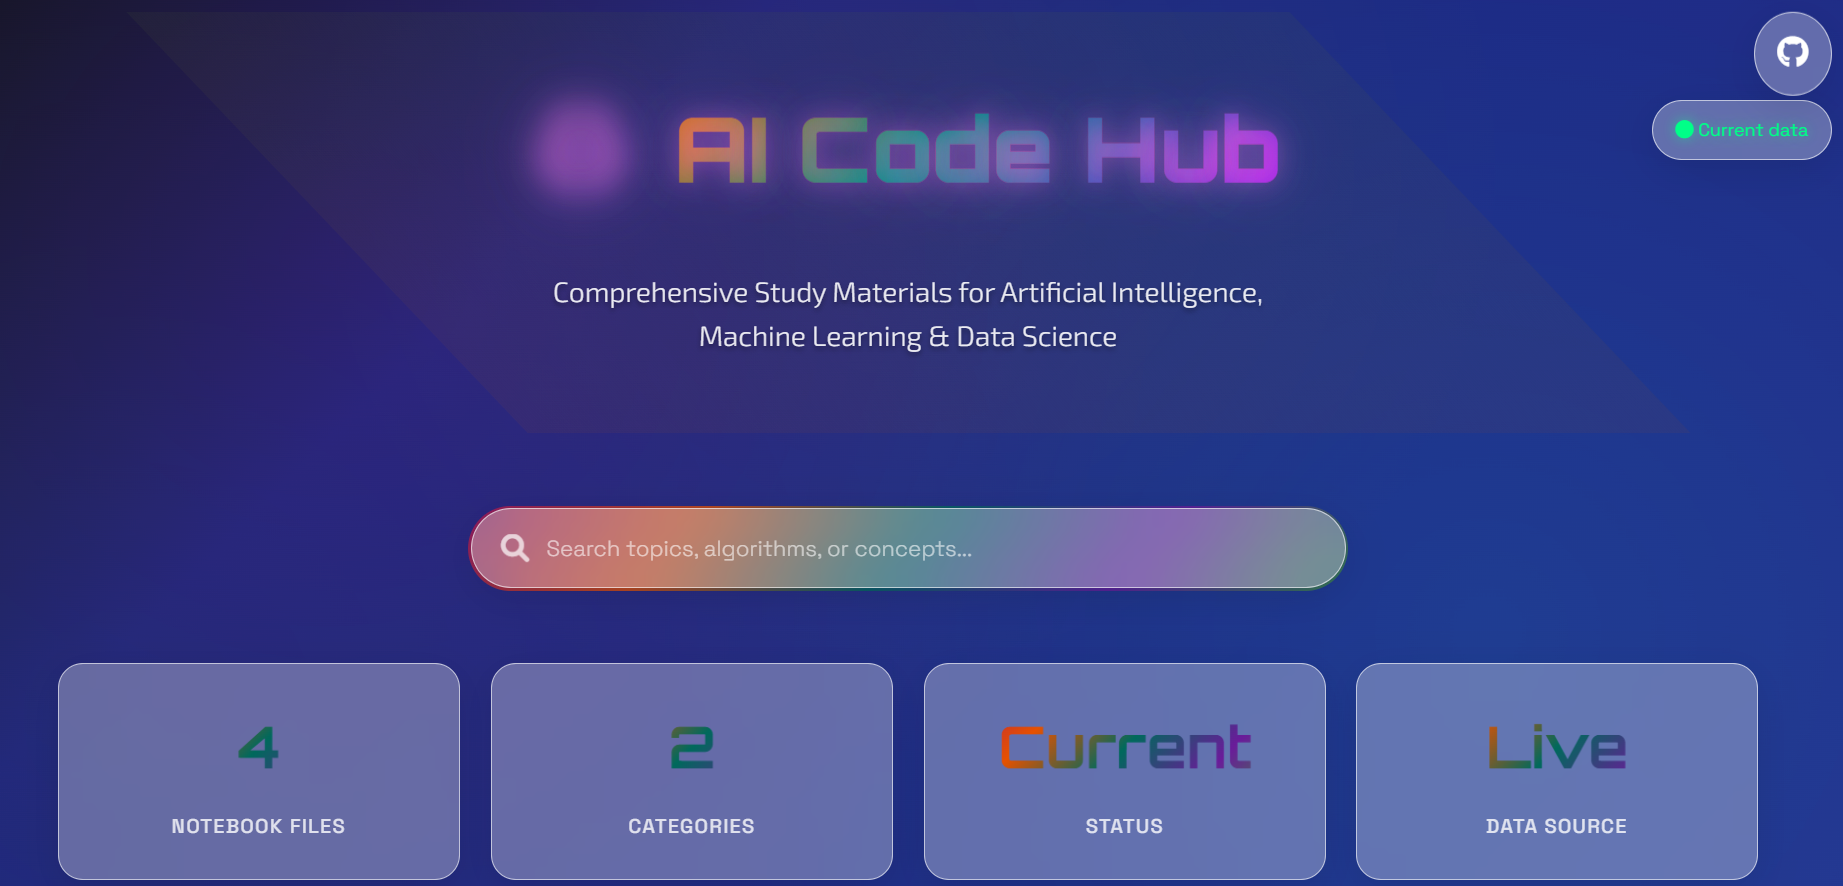 AI Code Hub
Current data
Comprehensive Study Materials for Artificial Intelligence,
Machine Learning & Data Science
Search topics, algorithms, or concepts...
4
NOTEBOOK FILES
2
CATEGORIES
Current
STATUS
Live
DATA SOURCE